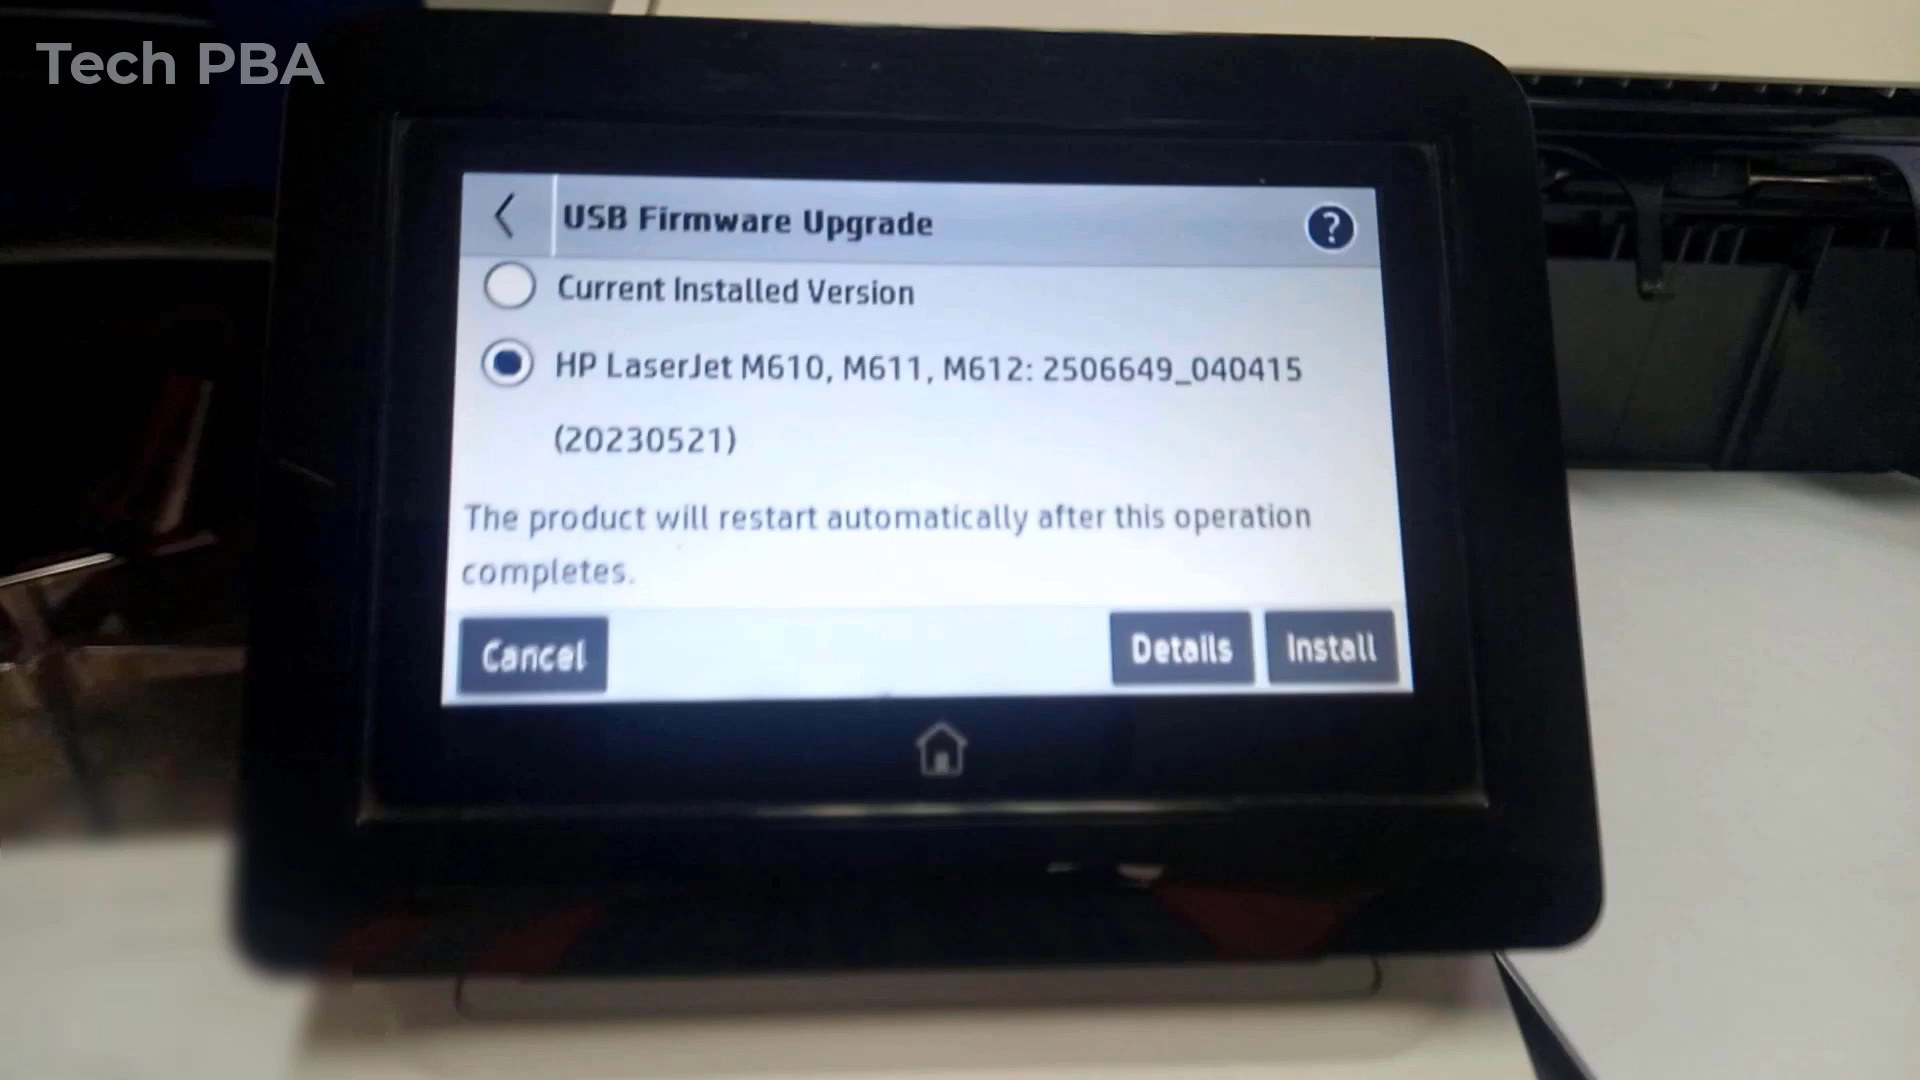 Tech PBA
USB Firmware Upgrade
?
Current Installed Version
HP LaserJet M610, M611, M612: 2506649_040415
(20230521)
The product will restart automatically after this operation
completes.
Cancel
Details
Install